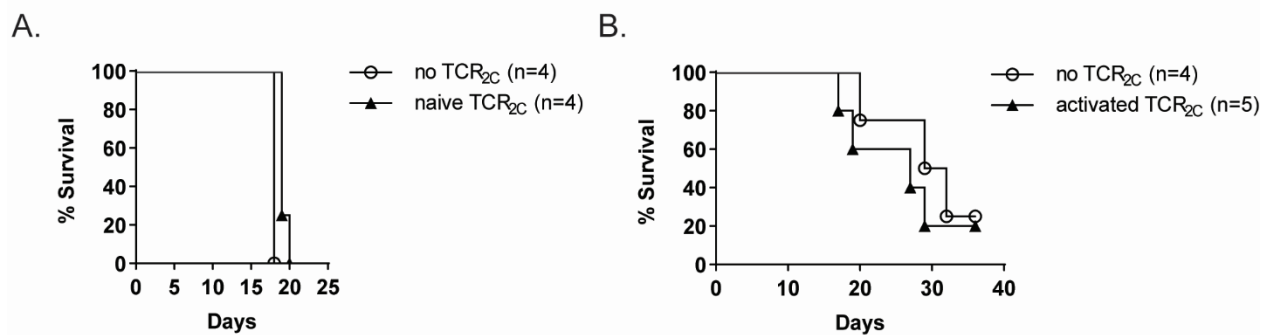 A.
B.
no TCR2C (n=4)
naive TCR2C (n=4)
no TCR2C (n=4)
activated TCR2C (n=5)
% Survival
100
80
60
40
20
0
0 5 10 15 20 25
Days
% Survival
100
80
60
40
20
0
0 10 20 30 40
Days